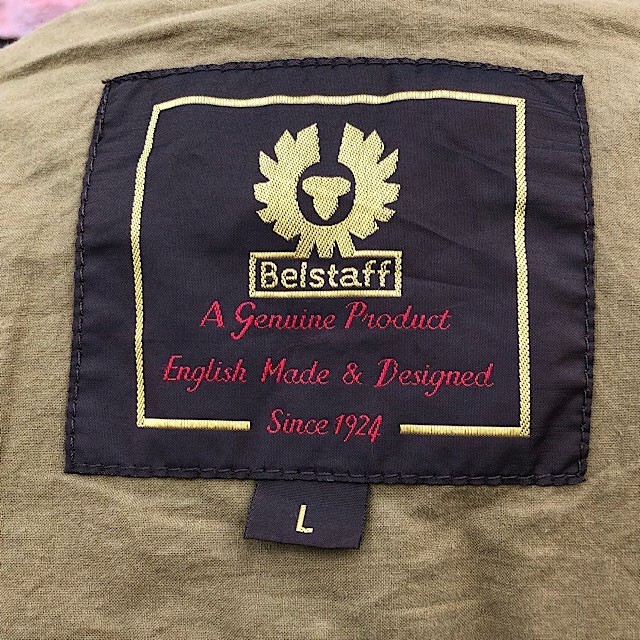 Belstaff
A Genuine Product
English Made & Designed
Since 1924
L